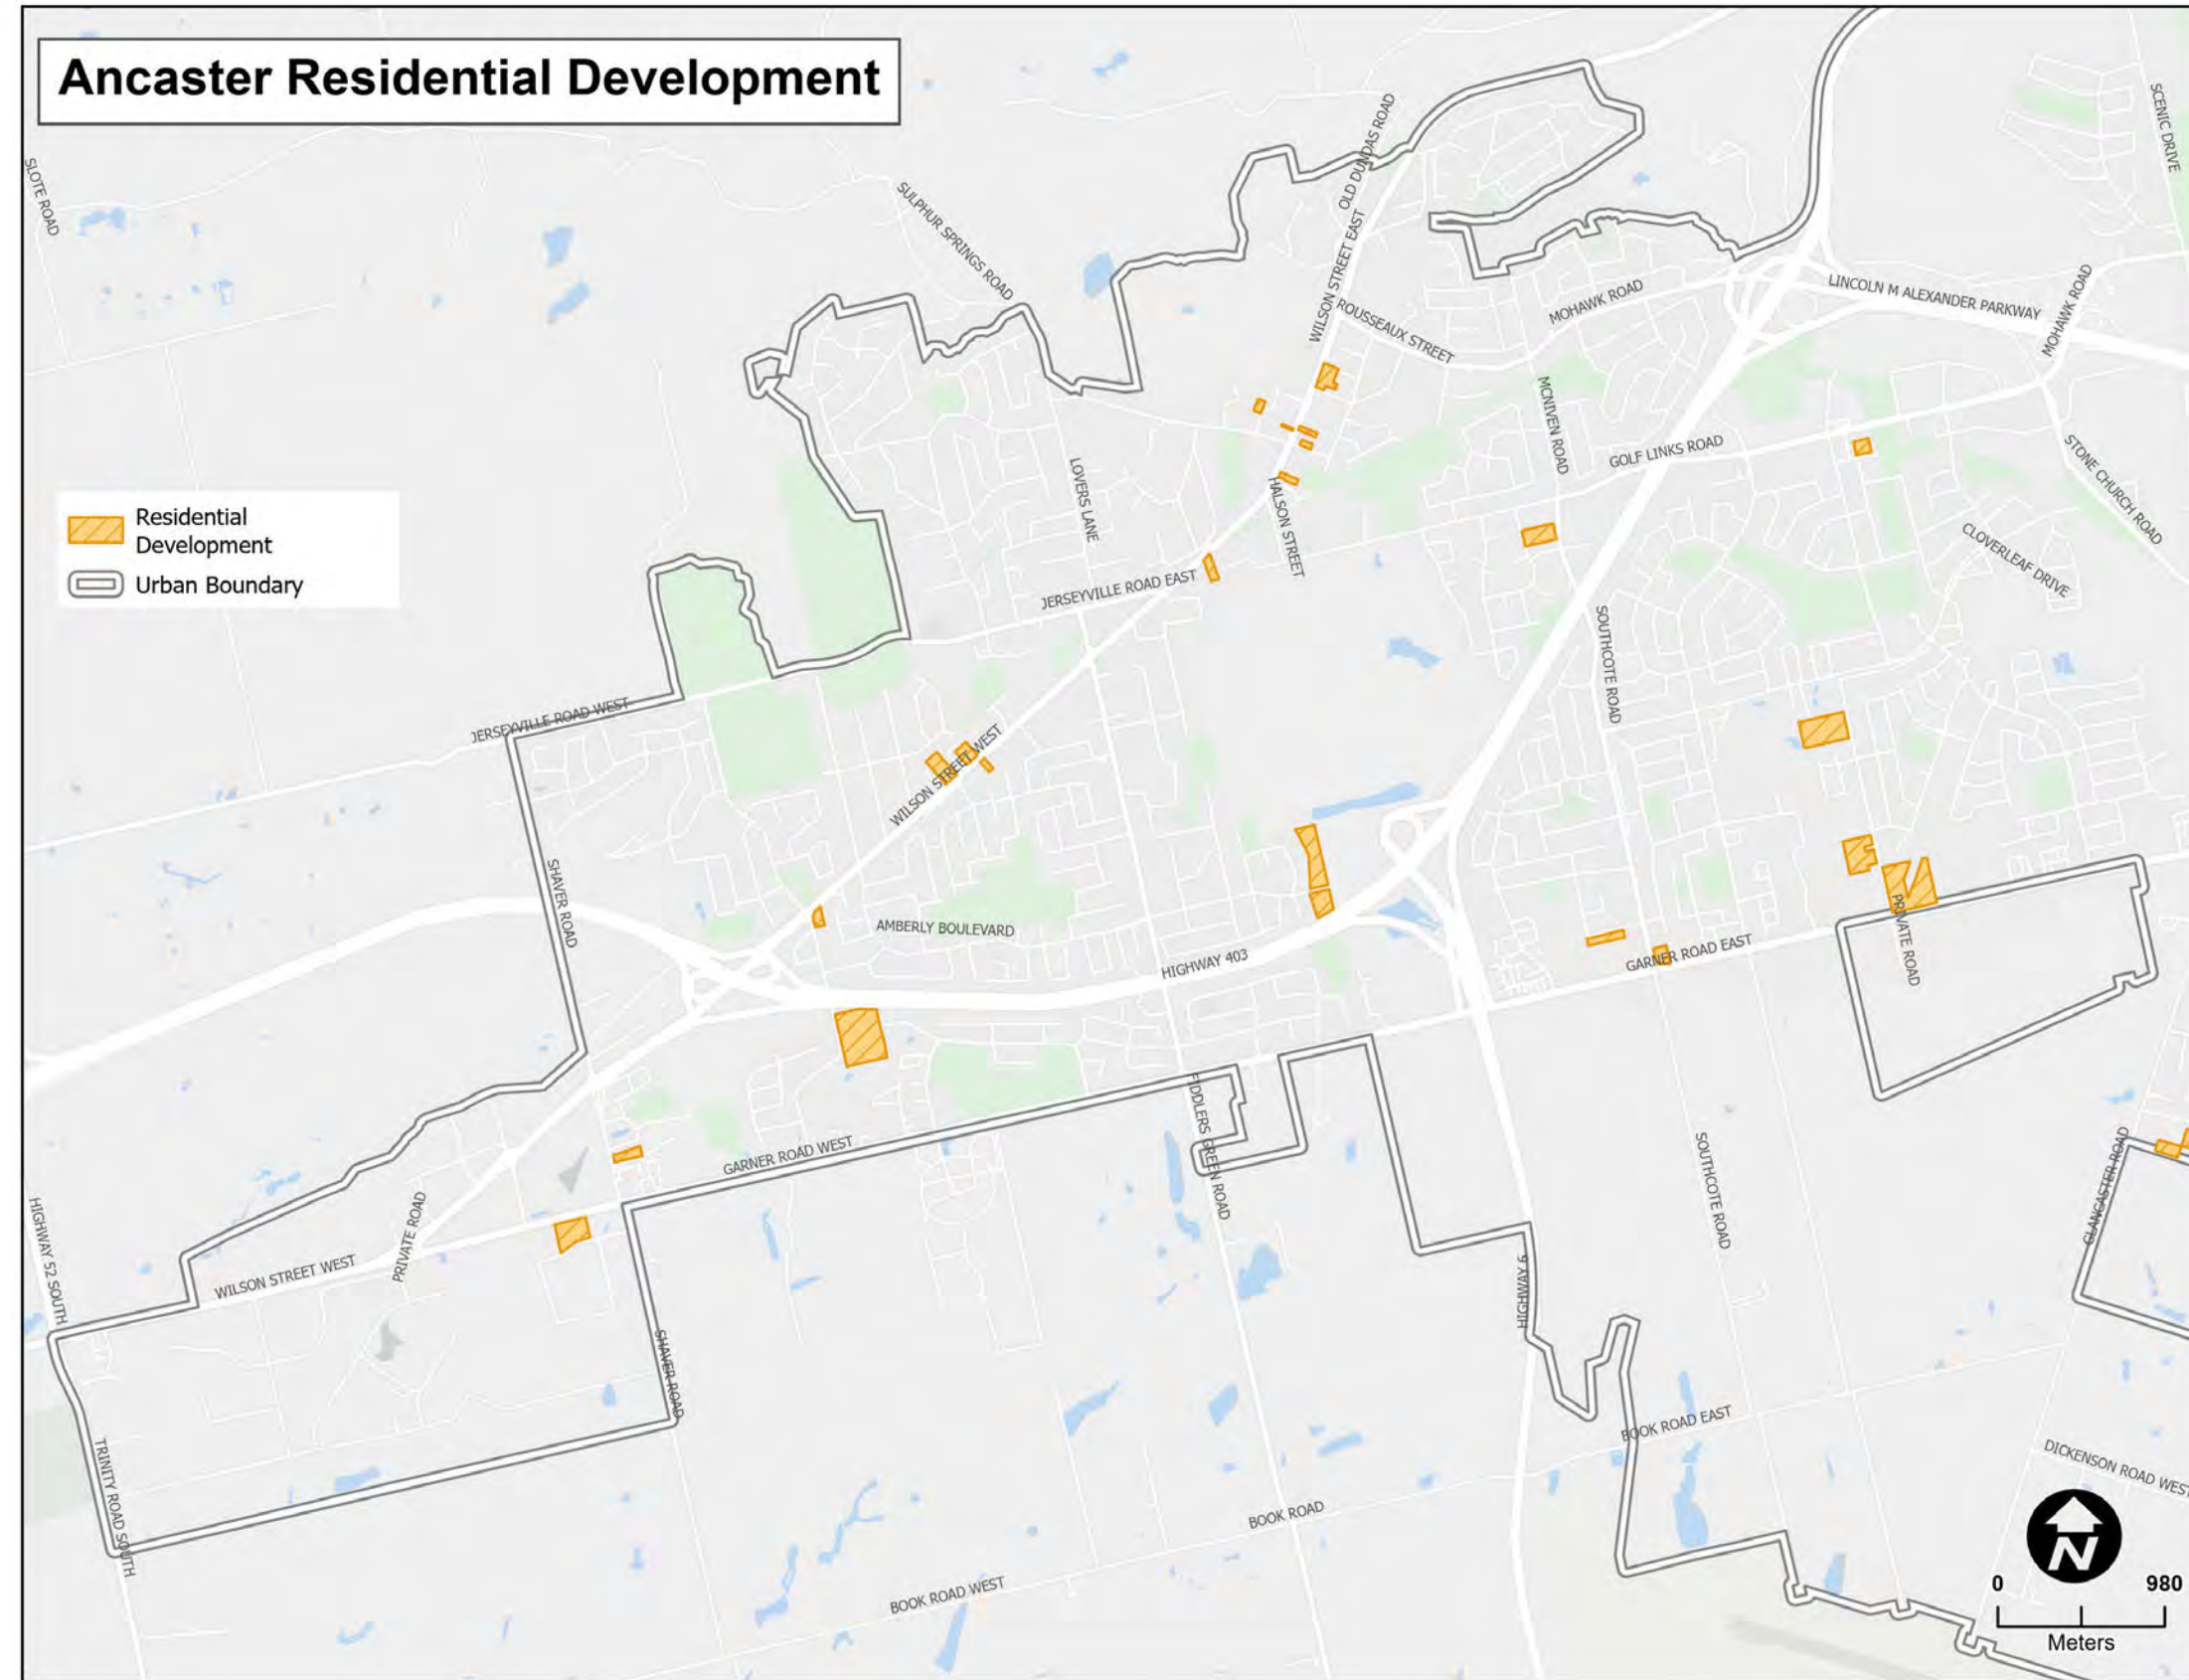 Ancaster Residential Development
SLOTE ROAD
SULPHUR SPRINGS ROAD
OLD DUNDAS ROAD
SCENIC DRIVE
WILSON STREET EAST
ROUSSEAUX STREET
MOHAWK ROAD
LINCOLN M ALEXANDER PARKWAY
MOHAWK ROAD
MCNIVEN ROAD
GOLF LINKS ROAD
STONE CHURCH ROAD
LOVERS LANE
HALSON STREET
CLOVERLEAF DRIVE
Residential
Development
Urban Boundary
JERSEYVILLE ROAD EAST
SOUTHCOTE ROAD
JERSEYVILLE ROAD WEST
WILSON STREET WEST
SHAVER ROAD
AMBERLY BOULEVARD
HIGHWAY 403
GARNER ROAD EAST
PRIVATE ROAD
FIDDLERS GREEN ROAD
GARNER ROAD WEST
SOUTHCOTE ROAD
GLANCASTER ROAD
HIGHWAY 52 SOUTH
PRIVATE ROAD
WILSON STREET WEST
HIGHWAY 6
SHAVER ROAD
BOOK ROAD EAST
TRINITY ROAD SOUTH
DICKENSON ROAD WEST
BOOK ROAD
BOOK ROAD WEST
N
0 980
Meters